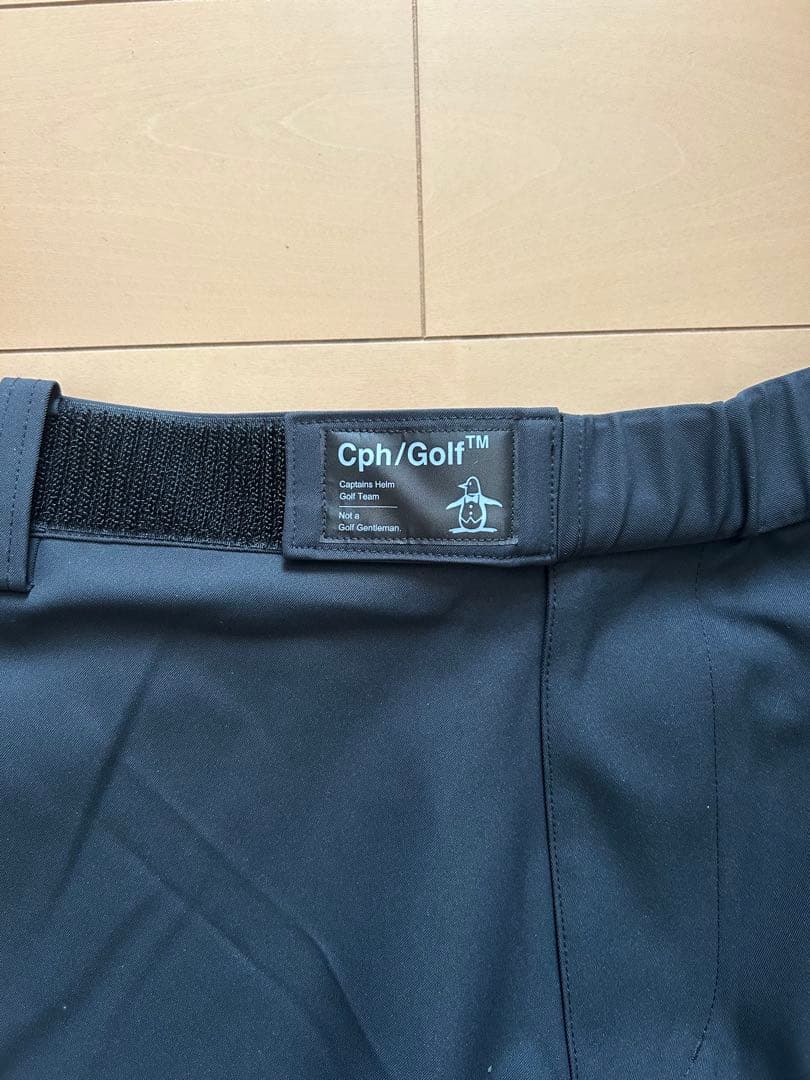 Cph/Golf™
Captains Helm
Golf Team
Not a
Golf Gentleman.